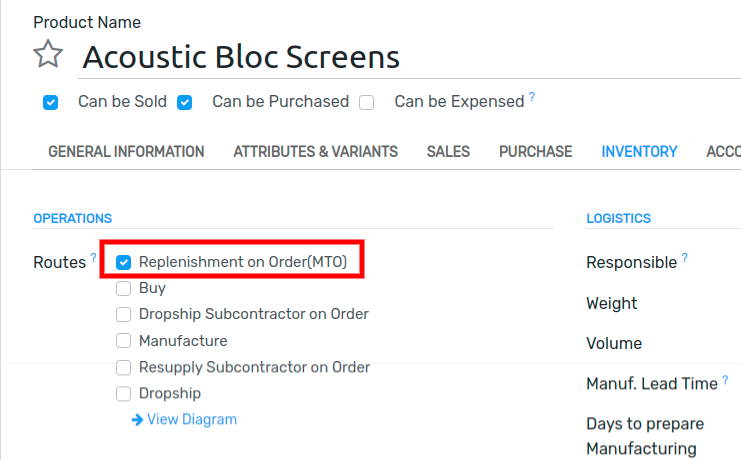 Product Name
Acoustic Bloc Screens
Can be Sold Can be Purchased Can be Expensed ?
GENERAL INFORMATION ATTRIBUTES & VARIANTS SALES PURCHASE INVENTORY ACCO
OPERATIONS
Routes ?
Replenishment on Order(MTO)
Buy
Dropship Subcontractor on Order
Manufacture
Resupply Subcontractor on Order
Dropship
View Diagram
LOGISTICS
Responsible ?
Weight
Volume
Manuf. Lead Time ?
Days to prepare
Manufacturing